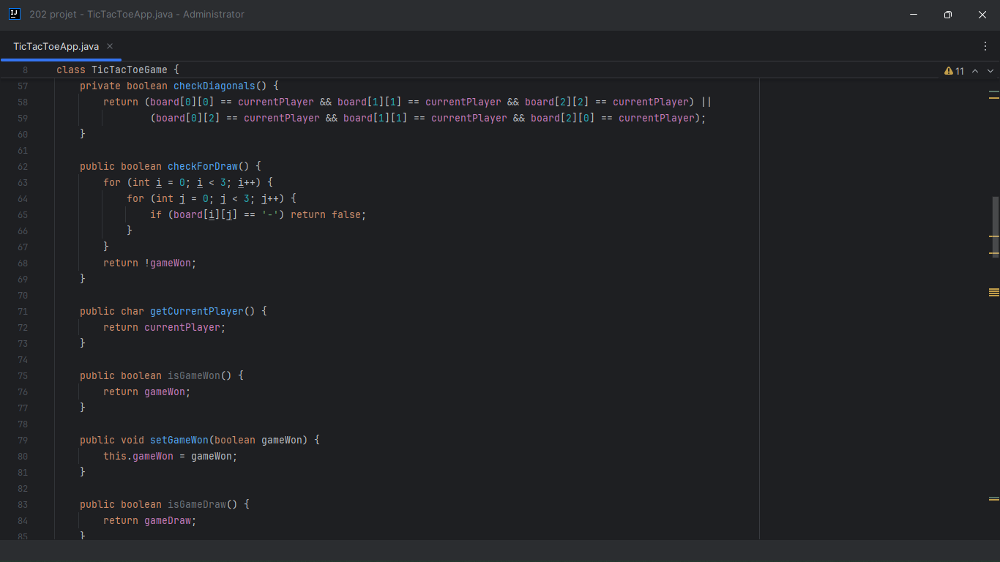 202 projet - TicTacToeApp.java - Administrator
TicTacToeApp.java
8 class TicTacToeGame {
11
57 private boolean checkDiagonals() {
58 return (board[0][0] == currentPlayer && board[1][1] == currentPlayer && board[2][2] == currentPlayer) ||
59 (board[0][2] == currentPlayer && board[1][1] == currentPlayer && board[2][0] == currentPlayer);
60 }
61
62 public boolean checkForDraw() {
63 for (int i = 0; i < 3; i++) {
64 for (int j = 0; j < 3; j++) {
65 if (board[i][j] == '-') return false;
66 }
67 }
68 return !gameWon;
69 }
70
71 public char getCurrentPlayer() {
72 return currentPlayer;
73 }
74
75 public boolean isGameWon() {
76 return gameWon;
77 }
78
79 public void setGameWon(boolean gameWon) {
80 this.gameWon = gameWon;
81 }
82
83 public boolean isGameDraw() {
84 return gameDraw;
85 }